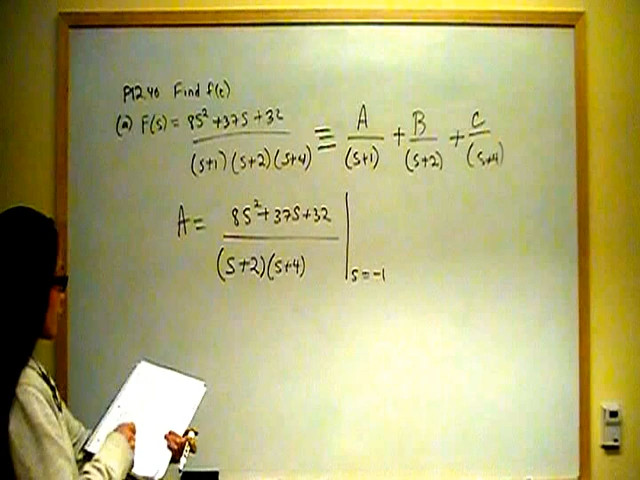 P12.40 Find f(t)
(a) F(s) = 8s² + 37s + 32 / (s+1)(s+2)(s+4) ≡ A/(s+1) + B/(s+2) + C/(s+4)
A = 8s² + 37s + 32 / (s+2)(s+4) | s = -1